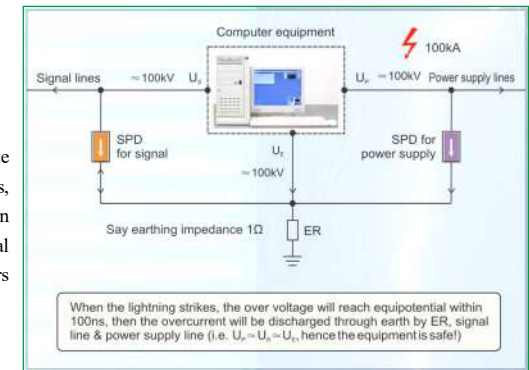 Computer equipment
100kA
Signal lines ≈100kV Us Up ≈100kV Power supply lines
SPD
for signal
SPD for
power supply
UE
≈100kV
Say earthing impedance 1Ω ER
When the lightning strikes, the over voltage will reach equipotential within
100ns, then the overcurrent will be discharged through earth by ER, signal
line & power supply line (i.e. Up≈Us≈UE, hence the equipment is safe!)
e
s,
n
al
rs